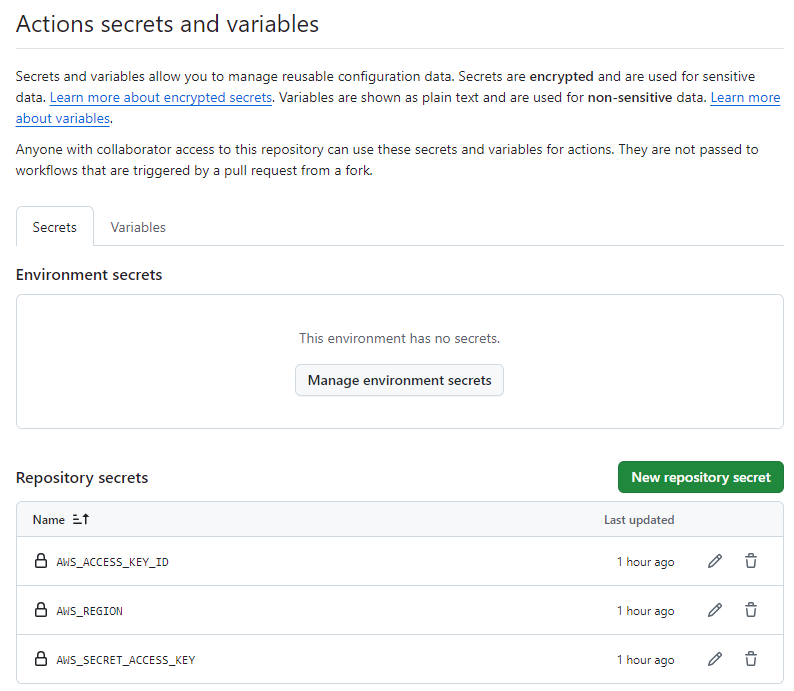 Actions secrets and variables
Secrets and variables allow you to manage reusable configuration data. Secrets are encrypted and are used for sensitive
data. Learn more about encrypted secrets. Variables are shown as plain text and are used for non-sensitive data. Learn more
about variables.
Anyone with collaborator access to this repository can use these secrets and variables for actions. They are not passed to
workflows that are triggered by a pull request from a fork.
Secrets Variables
Environment secrets
This environment has no secrets.
Manage environment secrets
Repository secrets New repository secret
Name Last updated
AWS_ACCESS_KEY_ID 1 hour ago
AWS_REGION 1 hour ago
AWS_SECRET_ACCESS_KEY 1 hour ago